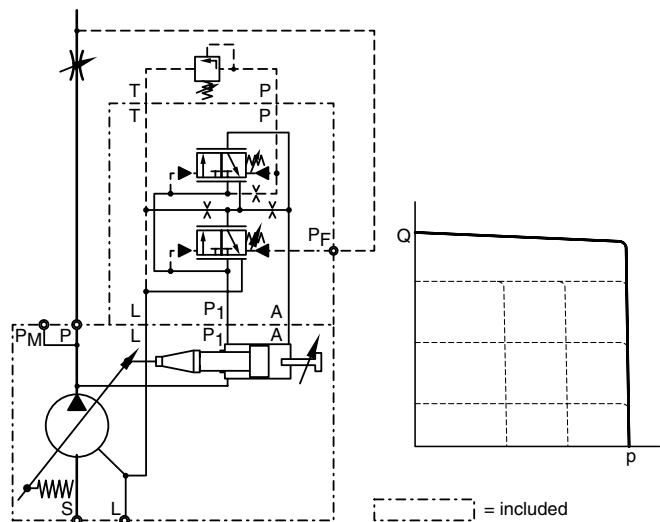 T P
T P
PF
Q
L P1 A
L P1 A
PM P
p
S L
= included